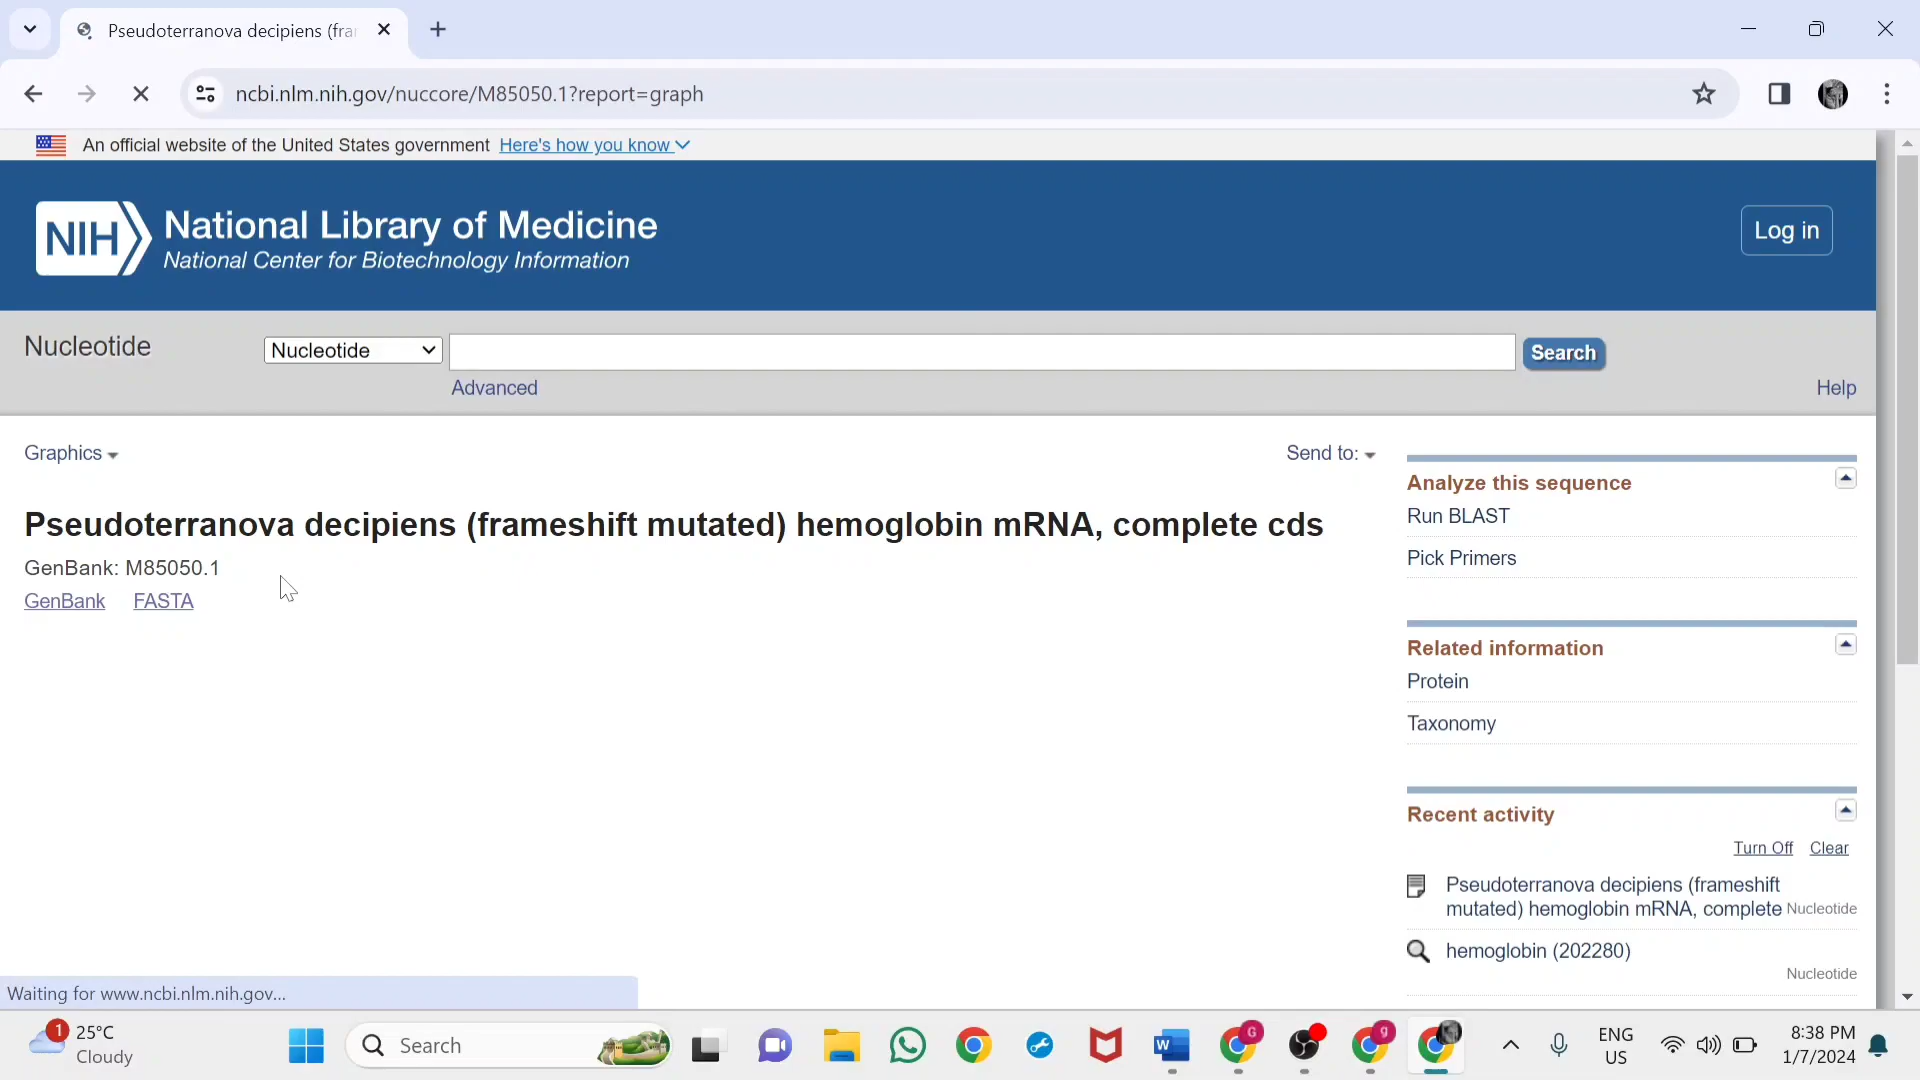 Pseudoterranova decipiens (fra
ncbi.nlm.nih.gov/nuccore/M85050.1?report=graph
An official website of the United States government Here's how you know
NIH National Library of Medicine
National Center for Biotechnology Information
Log in
Nucleotide
Nucleotide
Search
Advanced
Help
Graphics
Send to:
Pseudoterranova decipiens (frameshift mutated) hemoglobin mRNA, complete cds
GenBank: M85050.1
GenBank FASTA
Analyze this sequence
Run BLAST
Pick Primers
Related information
Protein
Taxonomy
Recent activity
Turn Off Clear
Pseudoterranova decipiens (frameshift
mutated) hemoglobin mRNA, complete Nucleotide
hemoglobin (202280)
Nucleotide
Waiting for www.ncbi.nlm.nih.gov...
1
25°C
Cloudy
Search
W
G
g
ENG
US
8:38 PM
1/7/2024